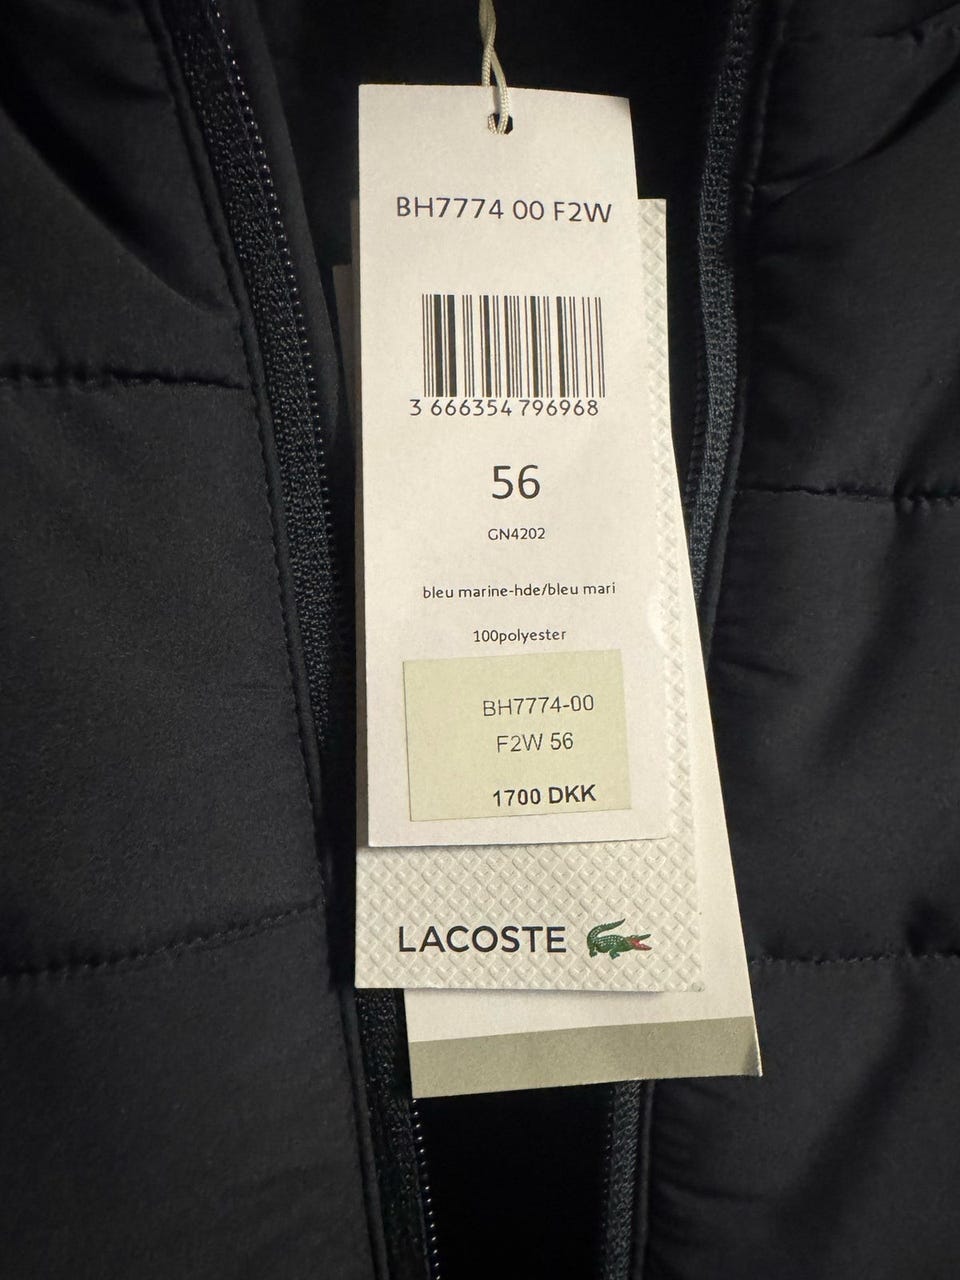 BH7774 00 F2W
3 666354 796968
56
GN4202
bleu marine-hde/bleu mari
100polyester
BH7774-00
F2W 56
1700 DKK
LACOSTE